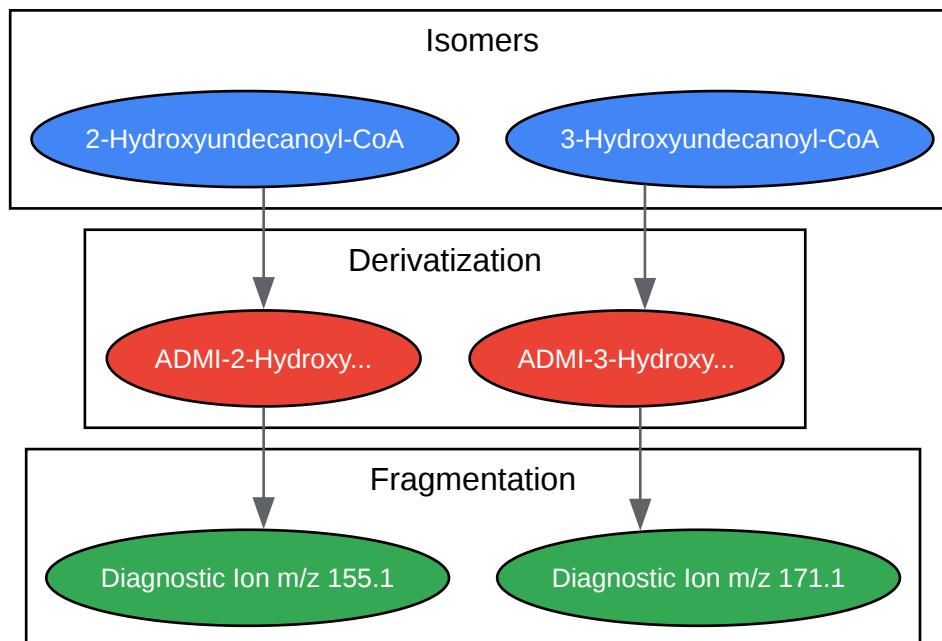 Isomers
2-Hydroxyundecanoyl-CoA
3-Hydroxyundecanoyl-CoA
Derivatization
ADMI-2-Hydroxy...
ADMI-3-Hydroxy...
Fragmentation
Diagnostic Ion m/z 155.1
Diagnostic Ion m/z 171.1